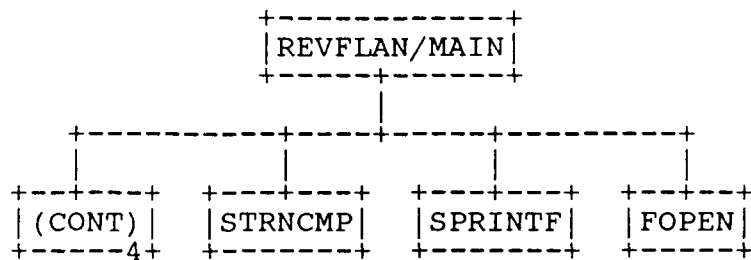 REVFLAN/MAIN
(CONT) STRNCMP SPRINTF FOPEN
4